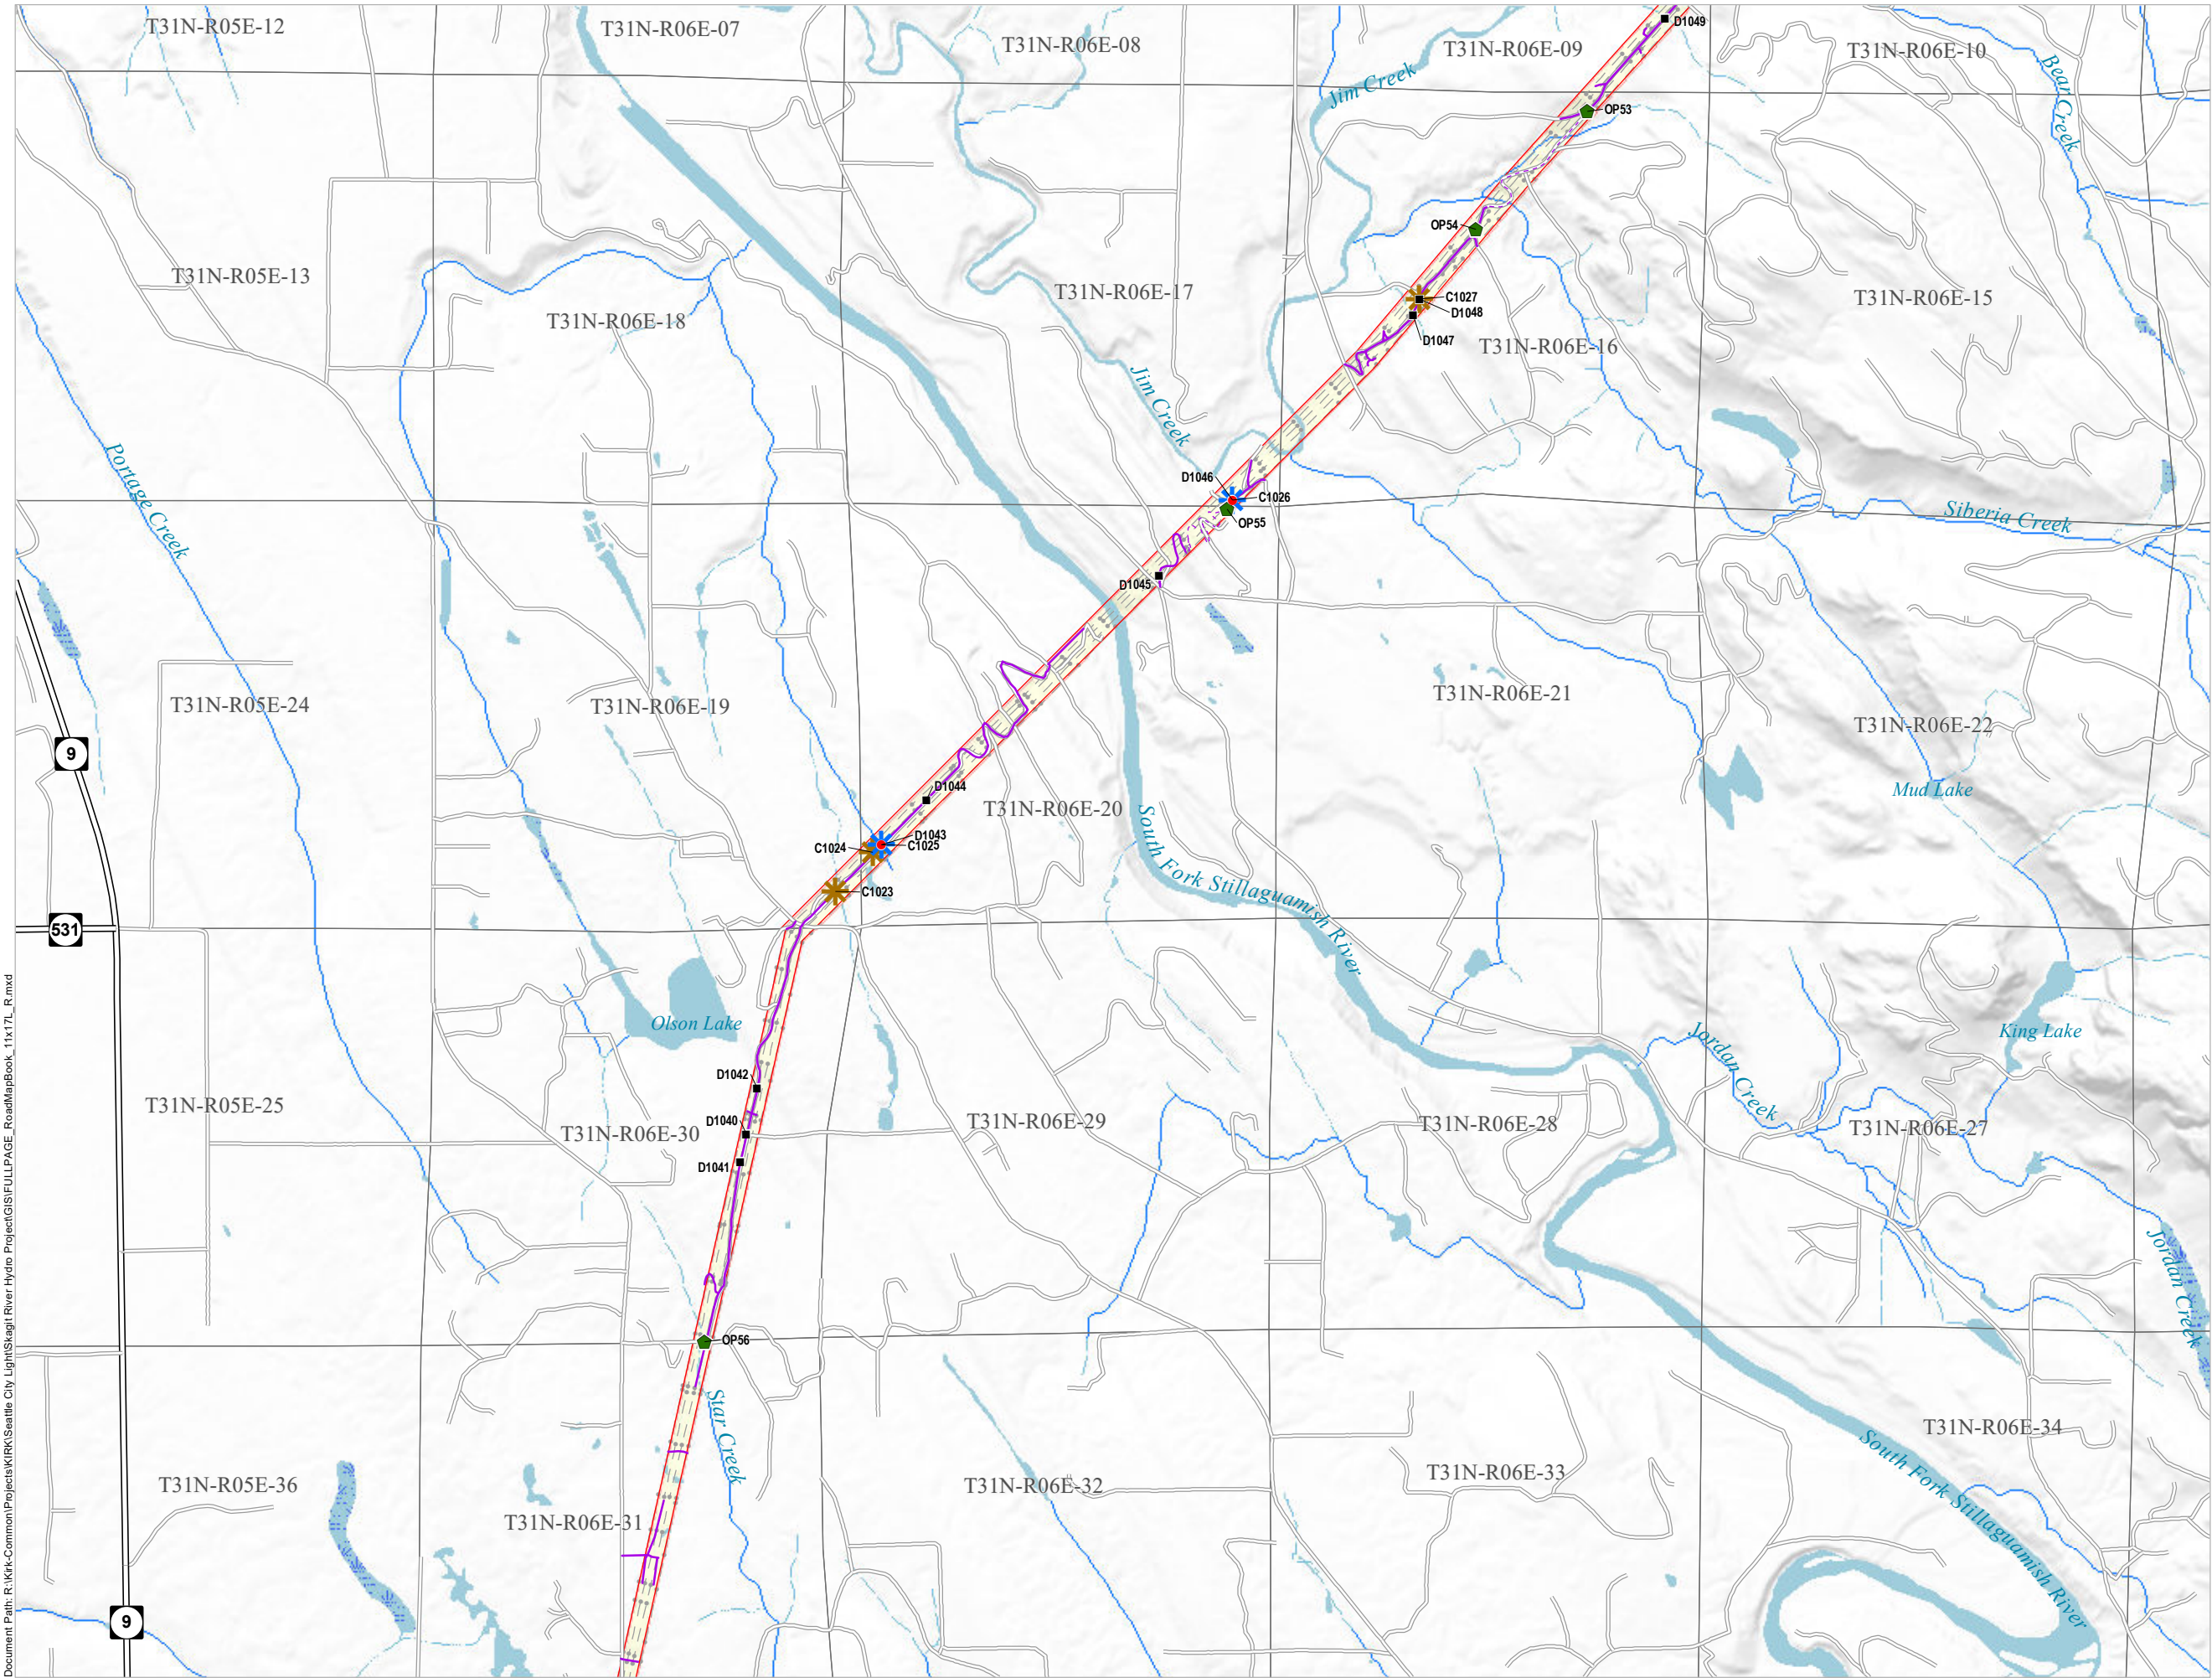 T31N-R05E-12
T31N-R06E-07
T31N-R06E-08
T31N-R06E-09
T31N-R06E-10
D1049
Bear Creek
Jim Creek
OP53
OP54
T31N-R05E-13
T31N-R06E-18
T31N-R06E-17
C1027
D1048
D1047
T31N-R06E-16
T31N-R06E-15
Jim Creek
Portage Creek
D1046
C1026
OP55
Siberia Creek
D1045
T31N-R05E-24
T31N-R06E-19
T31N-R06E-21
T31N-R06E-22
9
D1044
T31N-R06E-20
Mud Lake
D1043
C1024
C1025
C1023
South Fork Stillaguamish River
531
Olson Lake
King Lake
Jordan Creek
D1042
T31N-R05E-25
D1040
T31N-R06E-30
T31N-R06E-29
T31N-R06E-28
T31N-R06E-27
D1041
Jordan Creek
OP56
Star Creek
T31N-R06E-34
South Fork Stillaguamish River
T31N-R05E-36
T31N-R06E-32
T31N-R06E-33
T31N-R06E-31
9
Document Path: R:\Kirk-Common\Projects\KIRK\Seattle City Light\Skagit River Hydro Project\GIS\FULLPAGE_RoadMapBook_11x17L_R.mxd